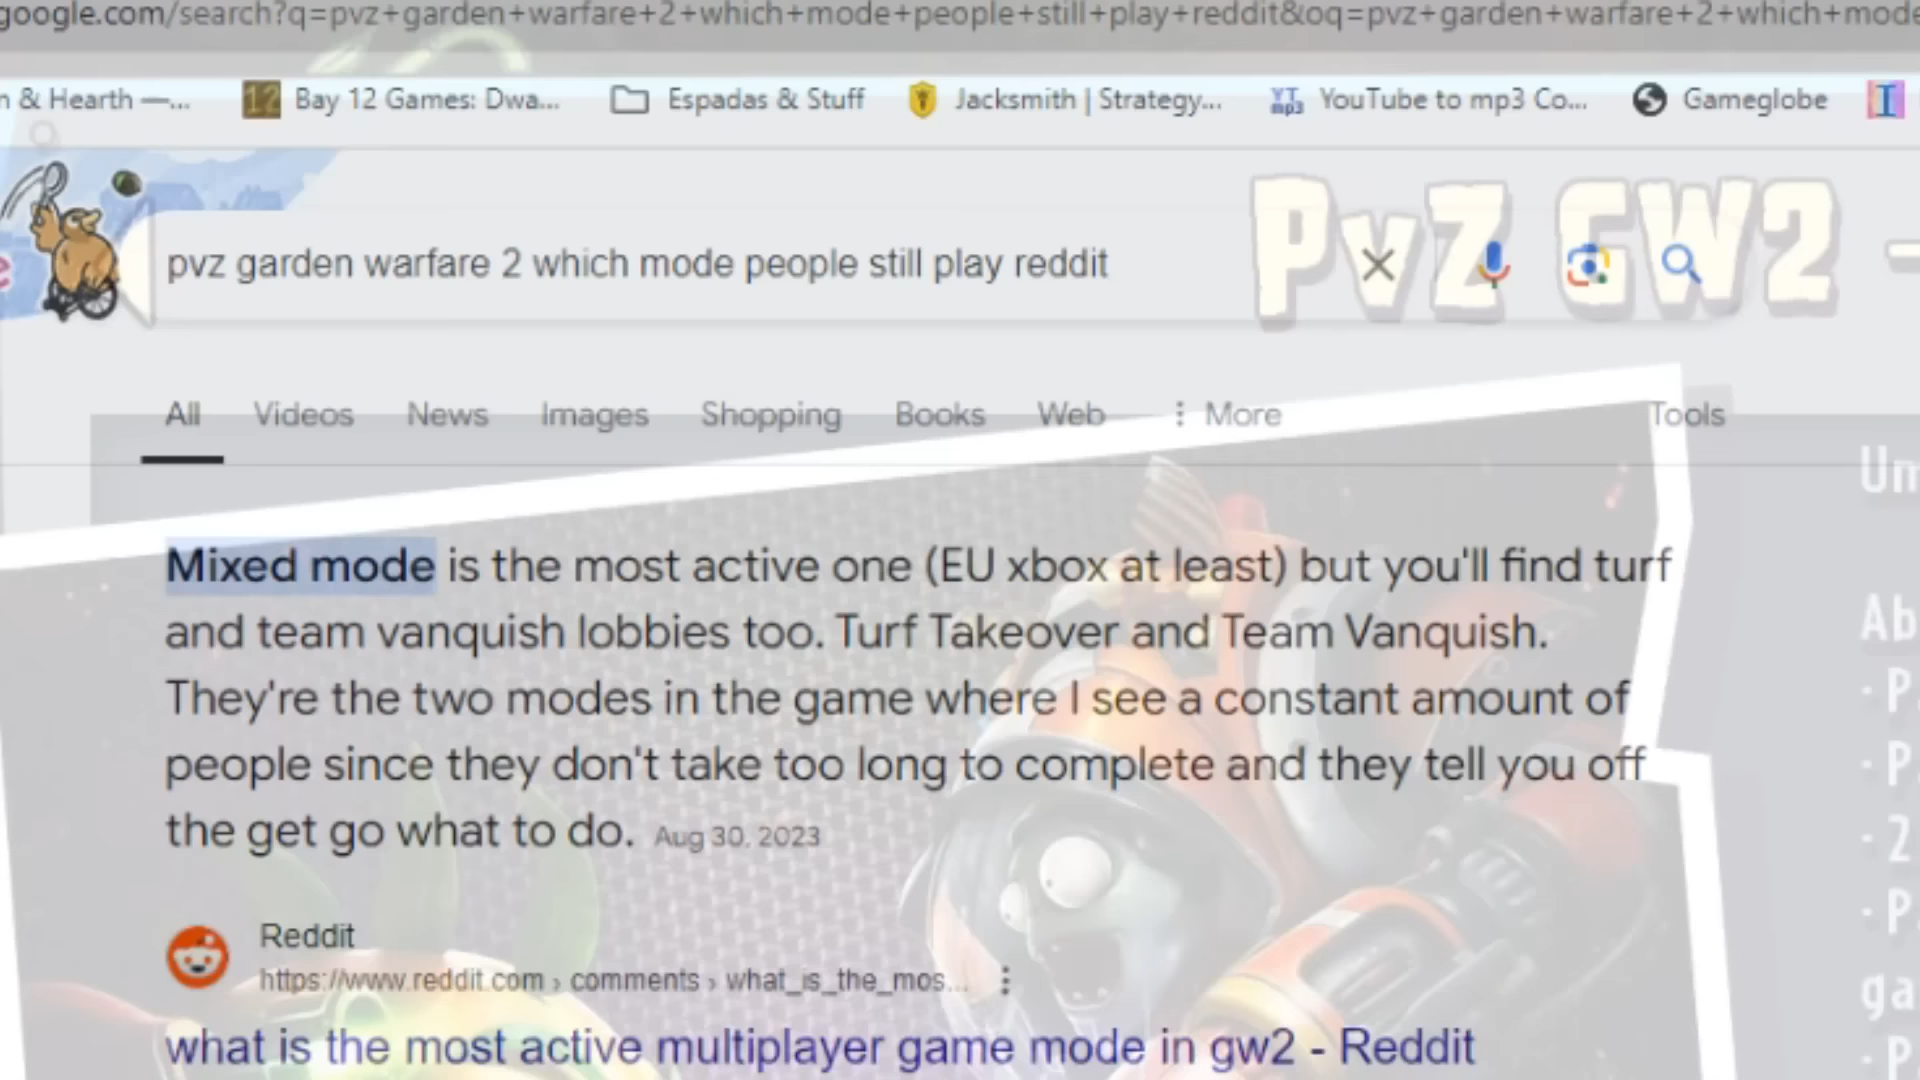 google.com/search?q=pvz+garden+warfare+2+which+mode+people+still+play+reddit&oq=pvz+garden+warfare+2+which+mode
n & Hearth —... Bay 12 Games: Dwa... Espadas & Stuff Jacksmith | Strategy... YT mp3 YouTube to mp3 Co... Gameglobe
PvZ GW2 -
pvz garden warfare 2 which mode people still play reddit
All Videos News Images Shopping Books Web More Tools
Un
Mixed mode is the most active one (EU xbox at least) but you'll find turf
and team vanquish lobbies too. Turf Takeover and Team Vanquish.
They're the two modes in the game where I see a constant amount of
people since they don't take too long to complete and they tell you off
the get go what to do. Aug 30, 2023
Ab
· P
· P
· 2
· P
ga
· P
Reddit
https://www.reddit.com › comments › what_is_the_mos...
what is the most active multiplayer game mode in gw2 - Reddit